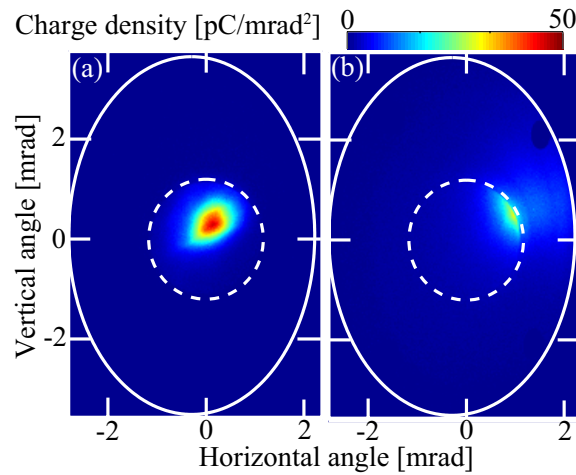 Charge density [pC/mrad²]
0
50
(a)
(b)
Vertical angle [mrad]
2
0
-2
-2
0
2
-2
0
2
Horizontal angle [mrad]